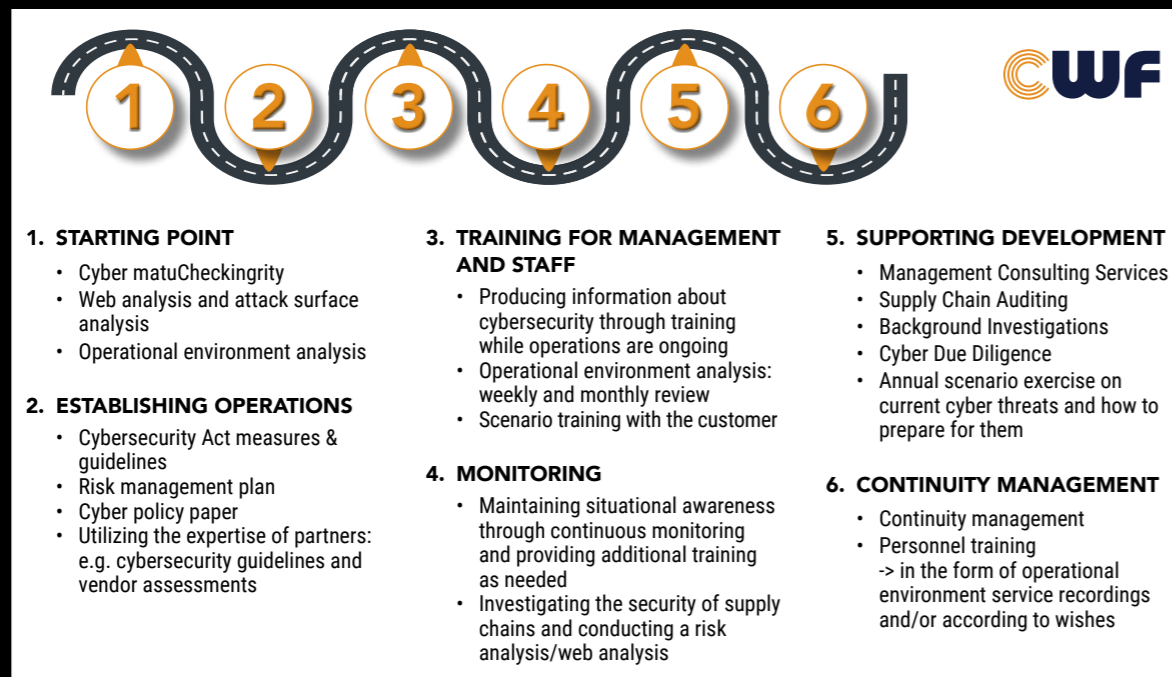 1
2
3
4
5
6
CWF
1. STARTING POINT
• Cyber matuCheckingrity
• Web analysis and attack surface
analysis
• Operational environment analysis
2. ESTABLISHING OPERATIONS
• Cybersecurity Act measures &
guidelines
• Risk management plan
• Cyber policy paper
• Utilizing the expertise of partners:
e.g. cybersecurity guidelines and
vendor assessments
3. TRAINING FOR MANAGEMENT
AND STAFF
• Producing information about
cybersecurity through training
while operations are ongoing
• Operational environment analysis:
weekly and monthly review
• Scenario training with the customer
4. MONITORING
• Maintaining situational awareness
through continuous monitoring
and providing additional training
as needed
• Investigating the security of supply
chains and conducting a risk
analysis/web analysis
5. SUPPORTING DEVELOPMENT
• Management Consulting Services
• Supply Chain Auditing
• Background Investigations
• Cyber Due Diligence
• Annual scenario exercise on
current cyber threats and how to
prepare for them
6. CONTINUITY MANAGEMENT
• Continuity management
• Personnel training
-> in the form of operational
environment service recordings
and/or according to wishes